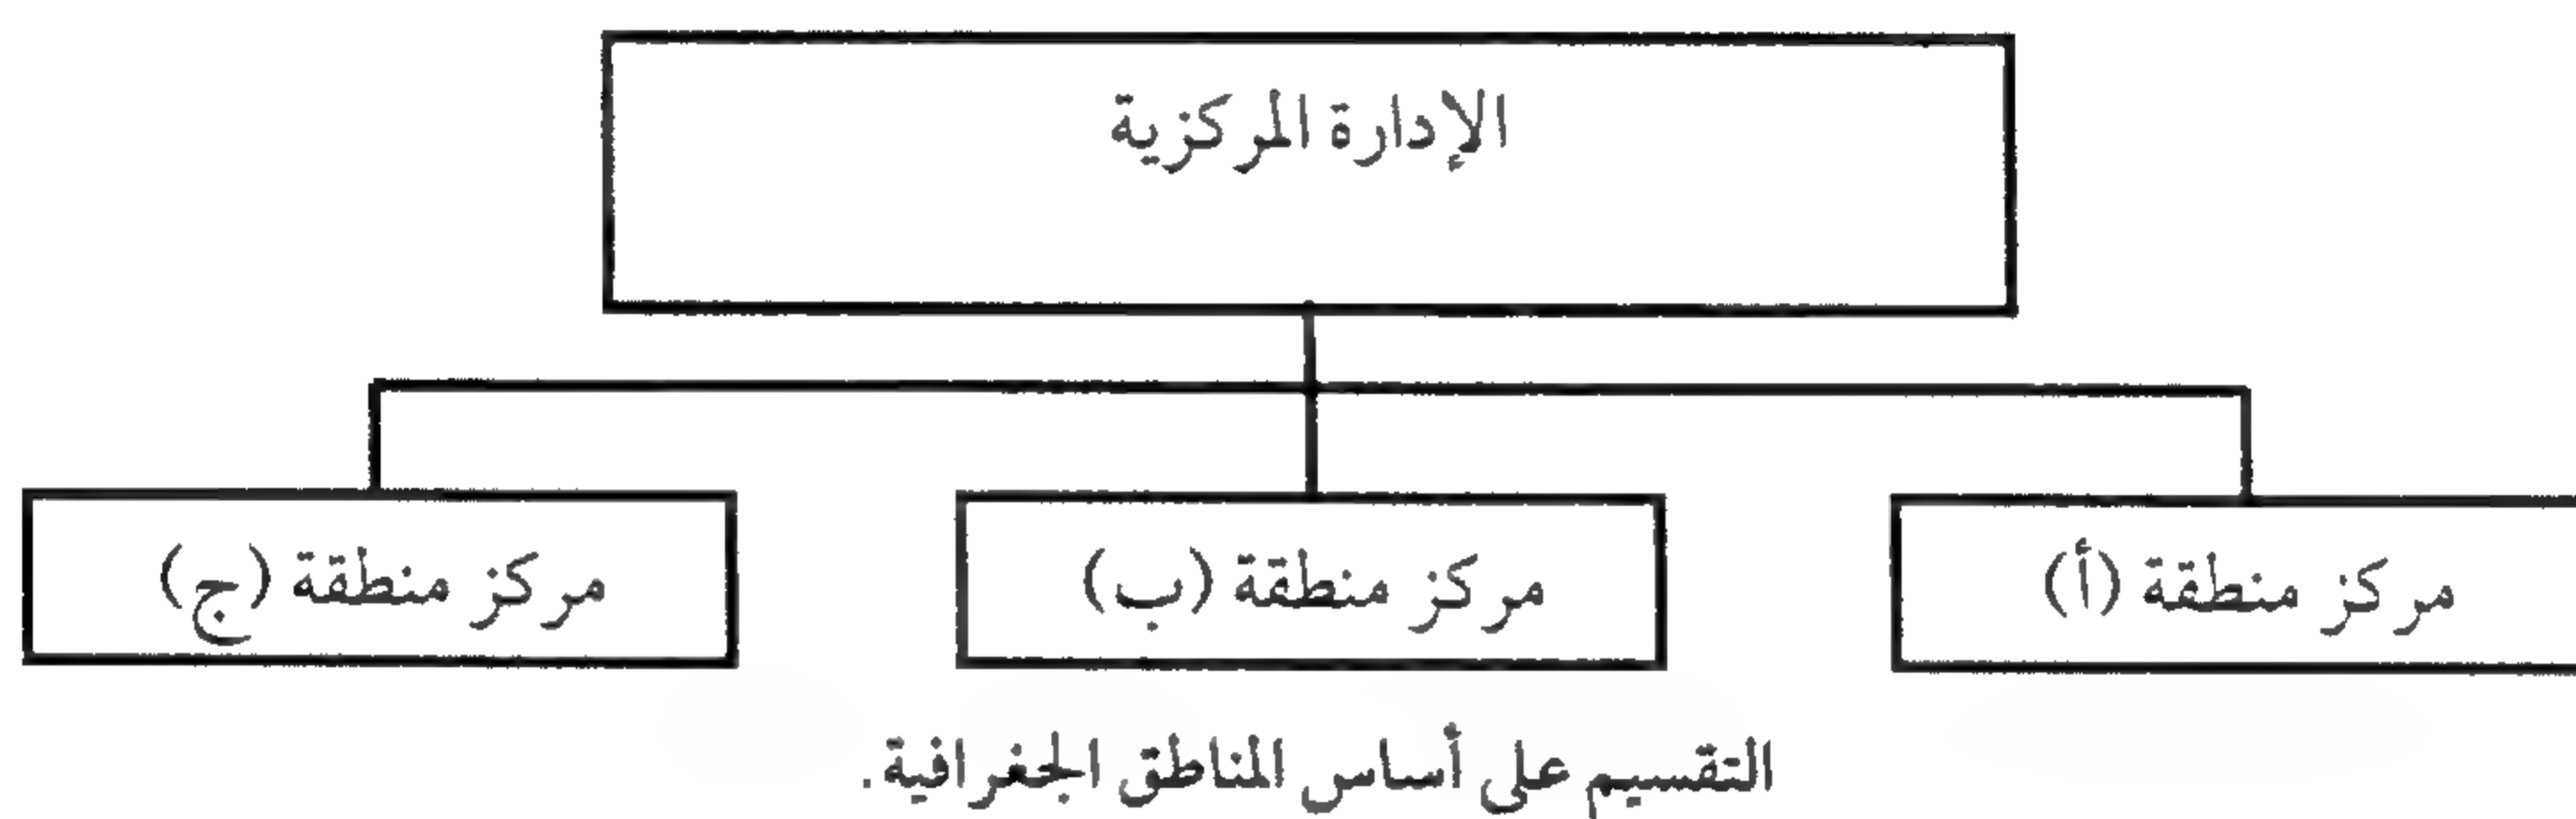 الإدارة المركزية
مركز منطقة (أ)
مركز منطقة (ب)
مركز منطقة (ج)
التقسيم على أساس المناطق الجغرافية.